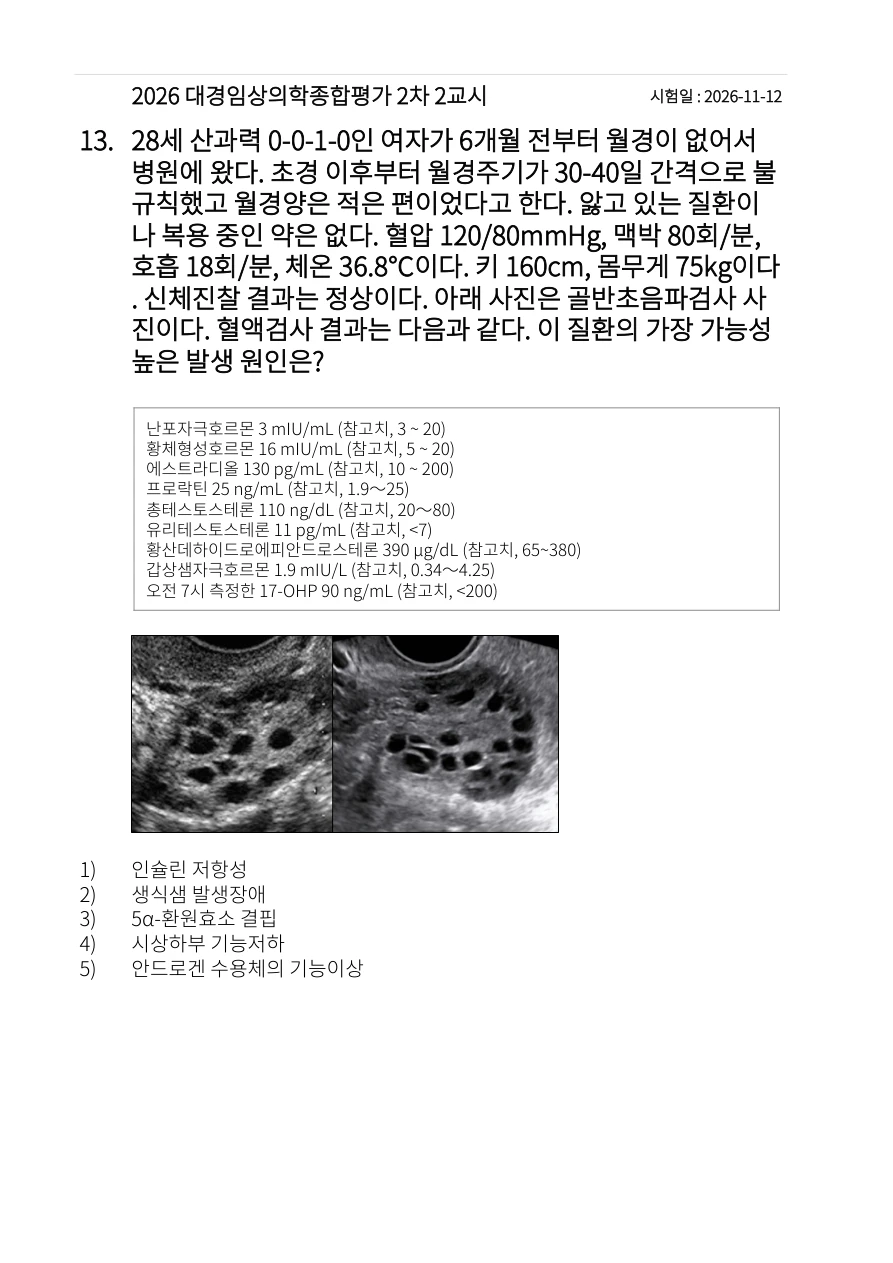 2026 대경임상의학종합평가 2차 2교시
시험일 : 2026-11-12
13. 28세 산과력 0-0-1-0인 여자가 6개월 전부터 월경이 없어서
병원에 왔다. 초경 이후부터 월경주기가 30-40일 간격으로 불
규칙했고 월경양은 적은 편이었다고 한다. 앓고 있는 질환이
나 복용 중인 약은 없다. 혈압 120/80mmHg, 맥박 80회/분,
호흡 18회/분, 체온 36.8°C이다. 키 160cm, 몸무게 75kg이다
. 신체진찰 결과는 정상이다. 아래 사진은 골반초음파검사 사
진이다. 혈액검사 결과는 다음과 같다. 이 질환의 가장 가능성
높은 발생 원인은?
난포자극호르몬 3 mIU/mL (참고치, 3 ~ 20)
황체형성호르몬 16 mIU/mL (참고치, 5 ~ 20)
에스트라디올 130 pg/mL (참고치, 10 ~ 200)
프로락틴 25 ng/mL (참고치, 1.9～25)
총테스토스테론 110 ng/dL (참고치, 20～80)
유리테스토스테론 11 pg/mL (참고치, <7)
황산데하이드로에피안드로스테론 390 μg/dL (참고치, 65~380)
갑상샘자극호르몬 1.9 mIU/L (참고치, 0.34～4.25)
오전 7시 측정한 17-OHP 90 ng/mL (참고치, <200)
1) 인슐린 저항성
2) 생식샘 발생장애
3) 5α-환원효소 결핍
4) 시상하부 기능저하
5) 안드로겐 수용체의 기능이상